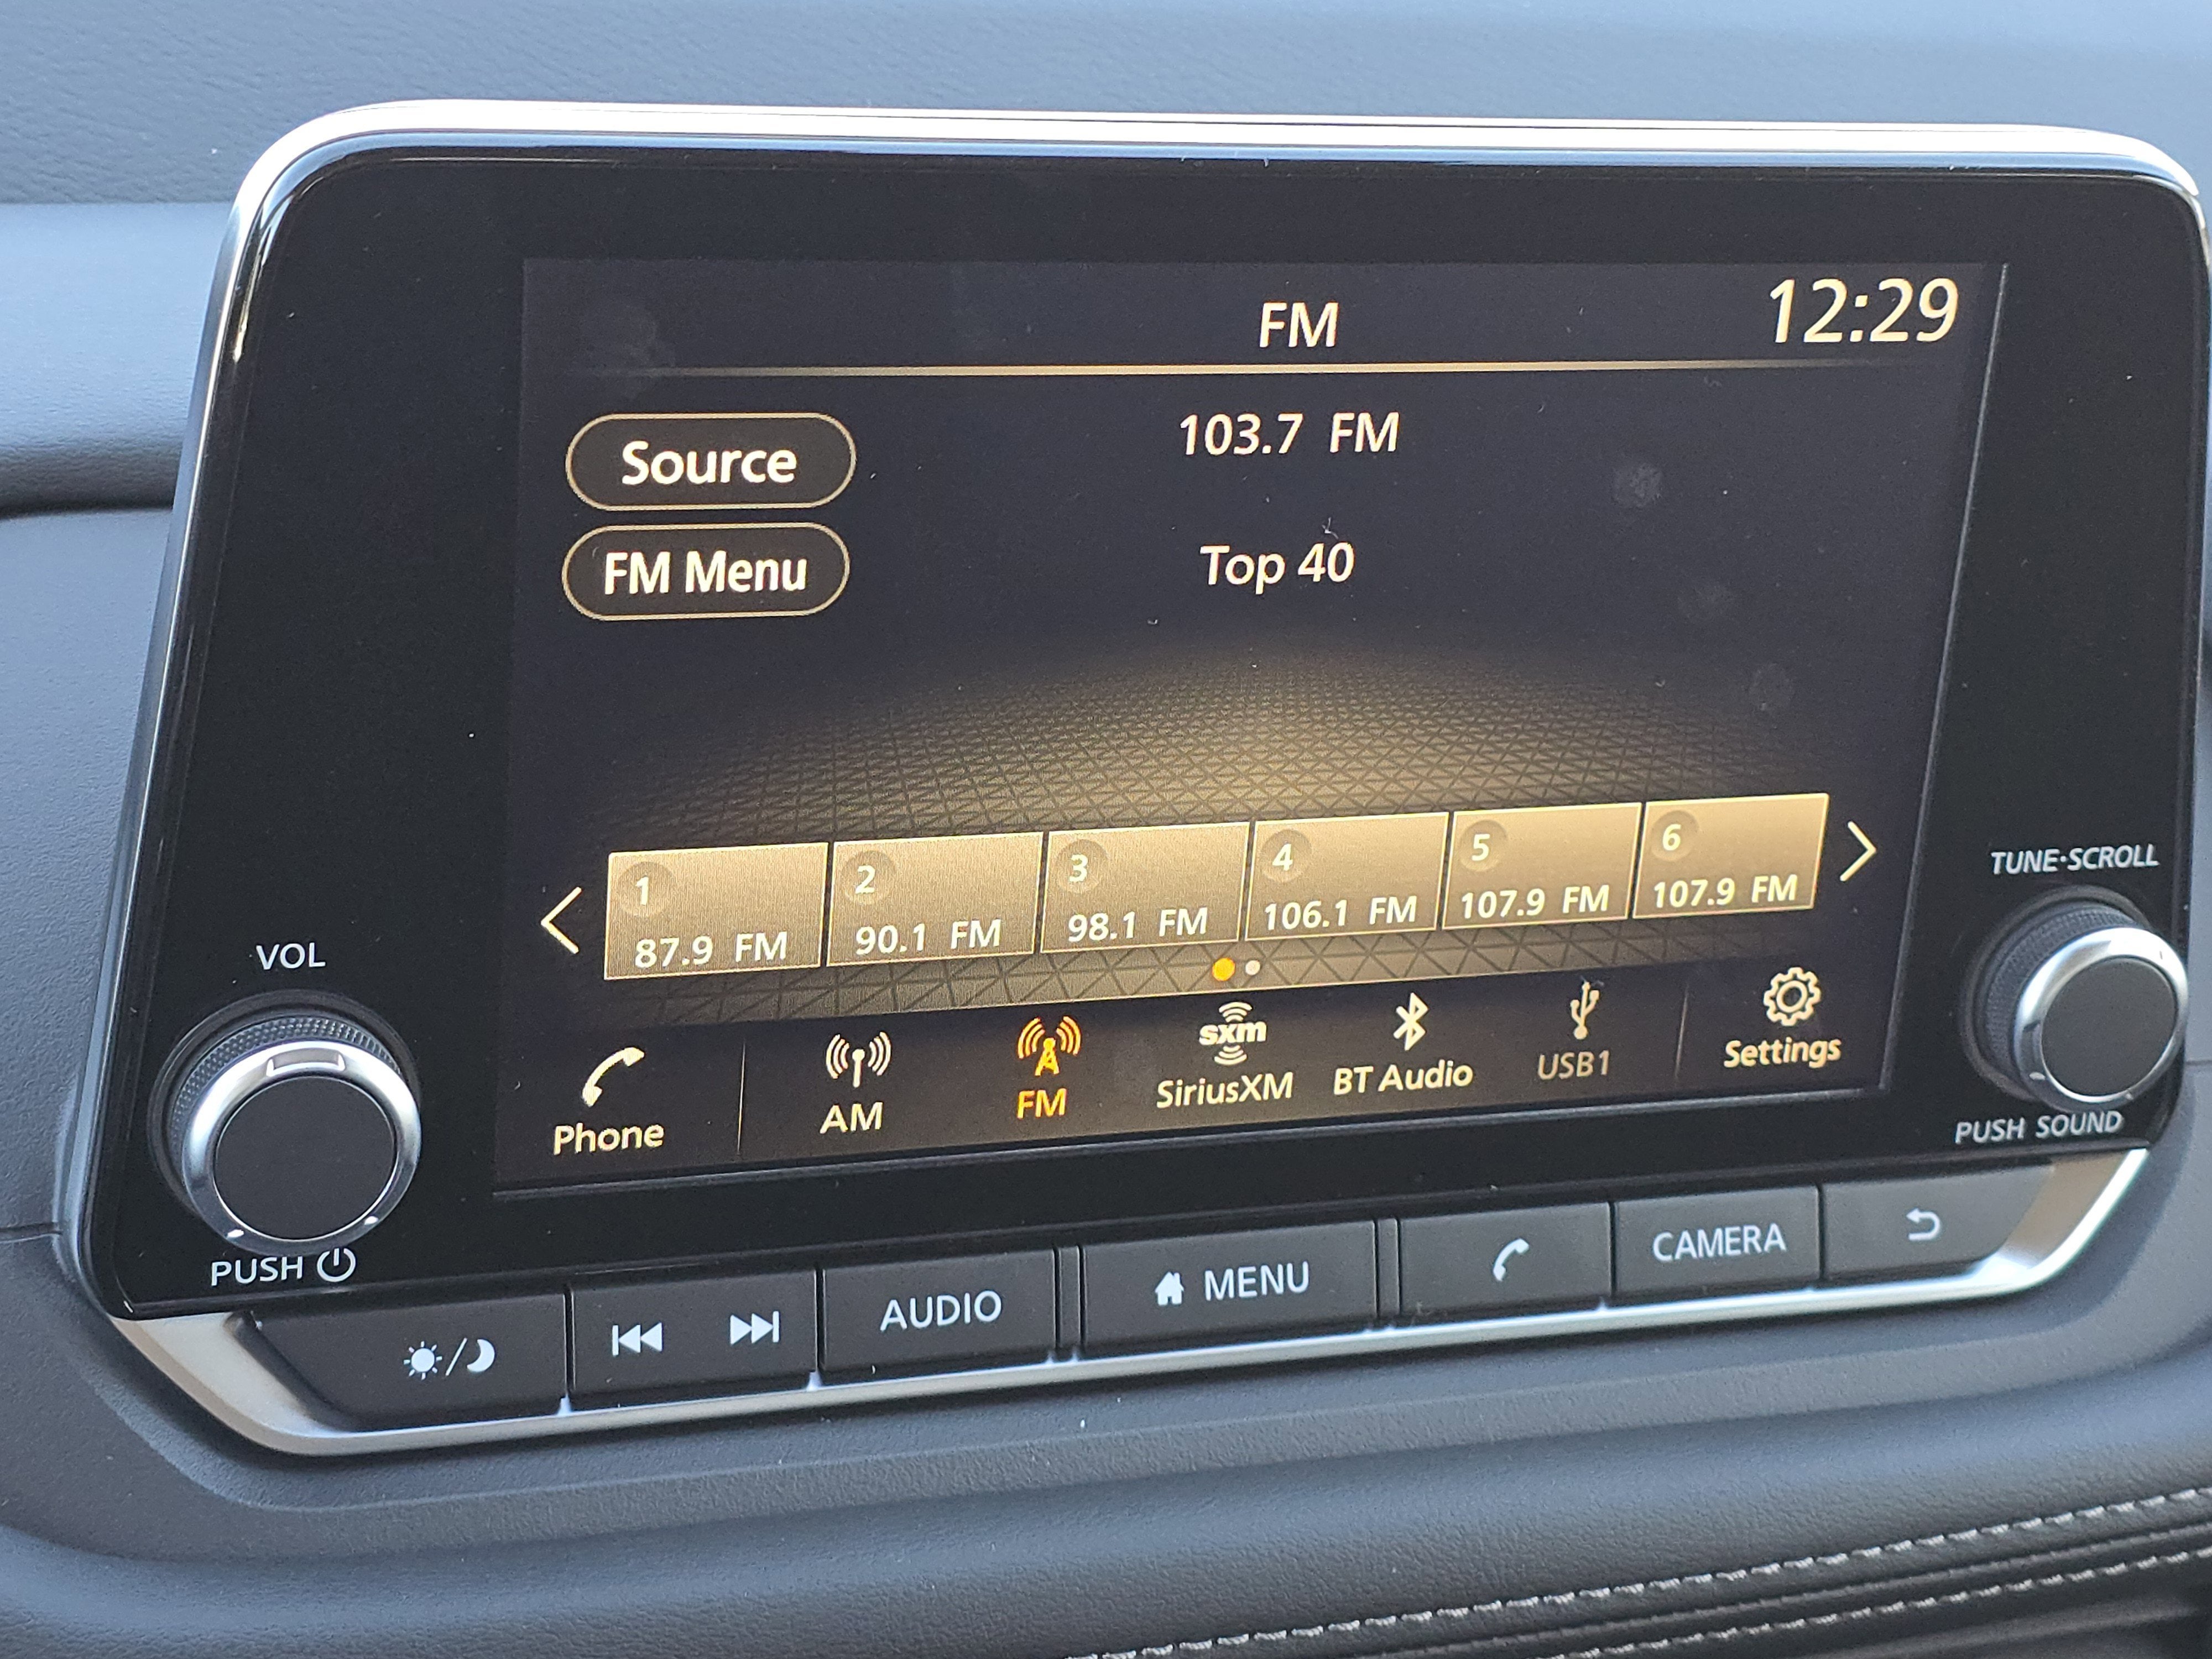 FM
12:29
Source
103.7 FM
FM Menu
Top 40
1
87.9 FM
2
90.1 FM
3
98.1 FM
4
106.1 FM
5
107.9 FM
6
107.9 FM
VOL
PUSH
TUNE·SCROLL
PUSH SOUND
Phone
AM
FM
sxm
SiriusXM
BT Audio
USB1
Settings
AUDIO
MENU
CAMERA